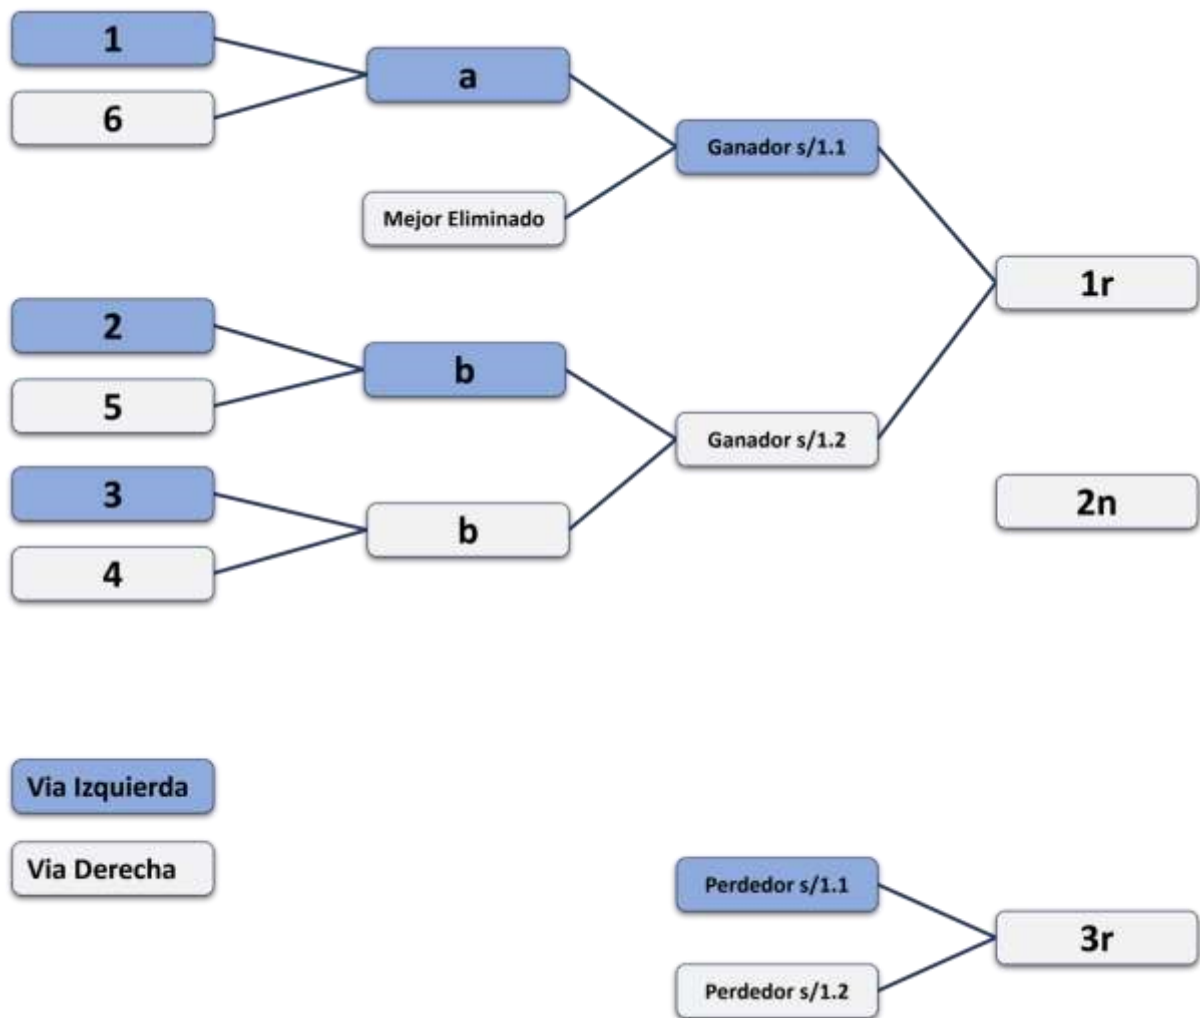 1
6
a
Mejor Eliminado
Ganador s/1.1
2
5
b
3
4
b
Ganador s/1.2
1r
2n
Via Izquierda
Via Derecha
Perdedor s/1.1
Perdedor s/1.2
3r